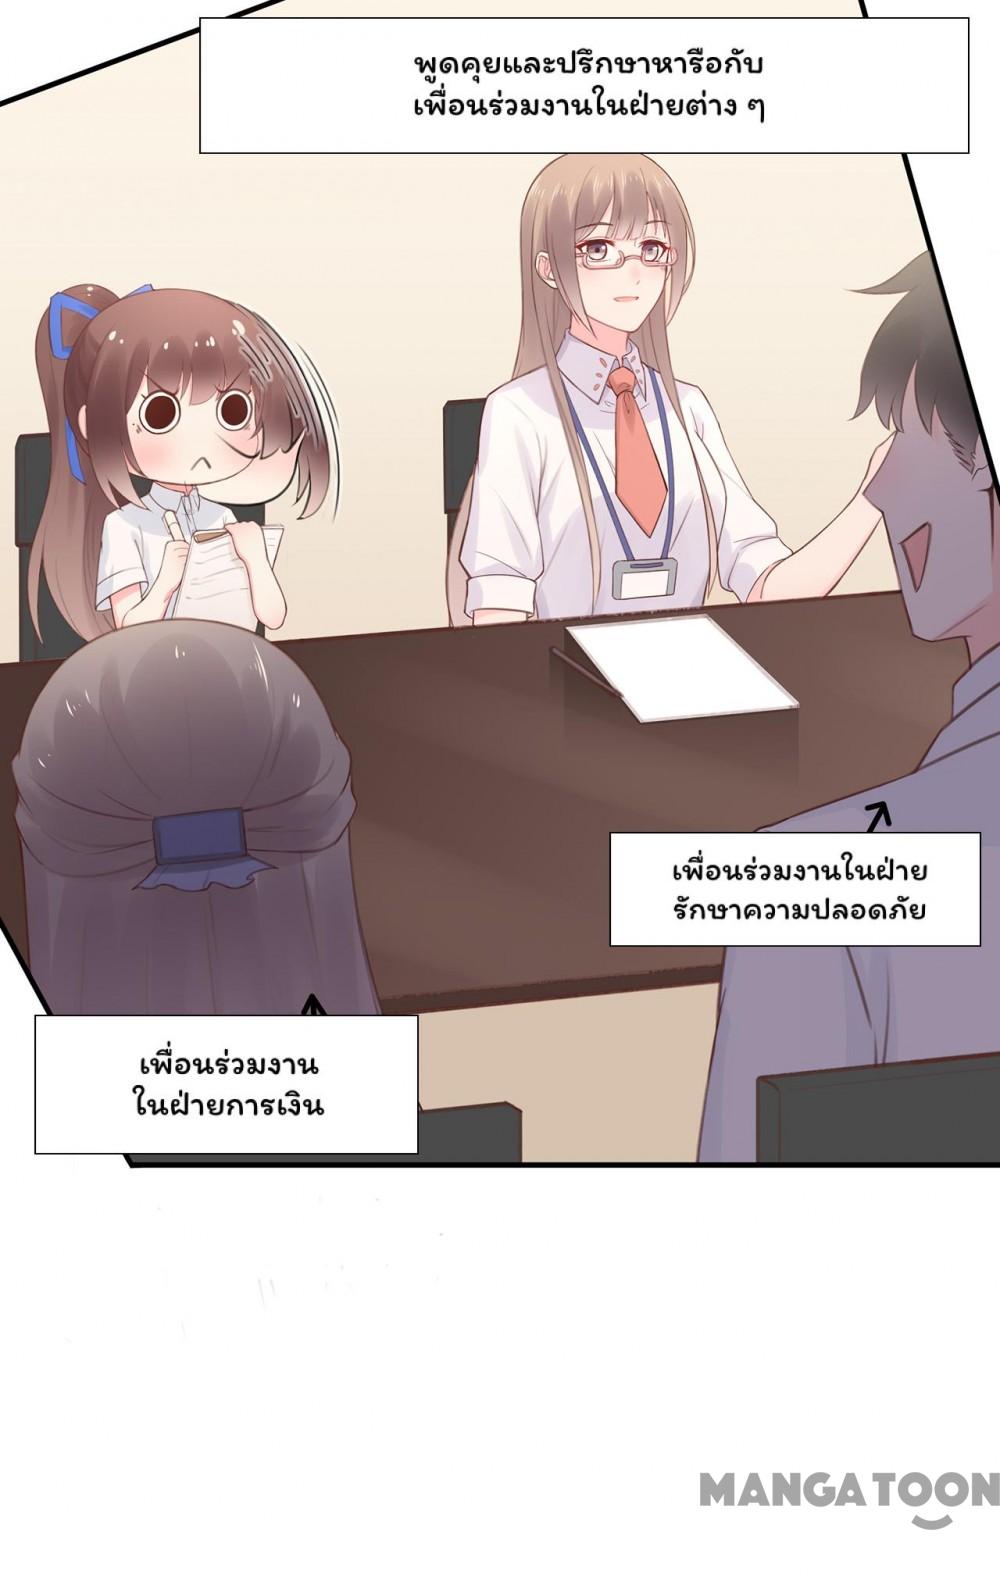 พูดคุยและปรึกษาหารือกับ
เพื่อนร่วมงานในฝ่ายต่าง ๆ
เพื่อนร่วมงานในฝ่าย
รักษาความปลอดภัย
เพื่อนร่วมงาน
ในฝ่ายการเงิน
MANGATOON